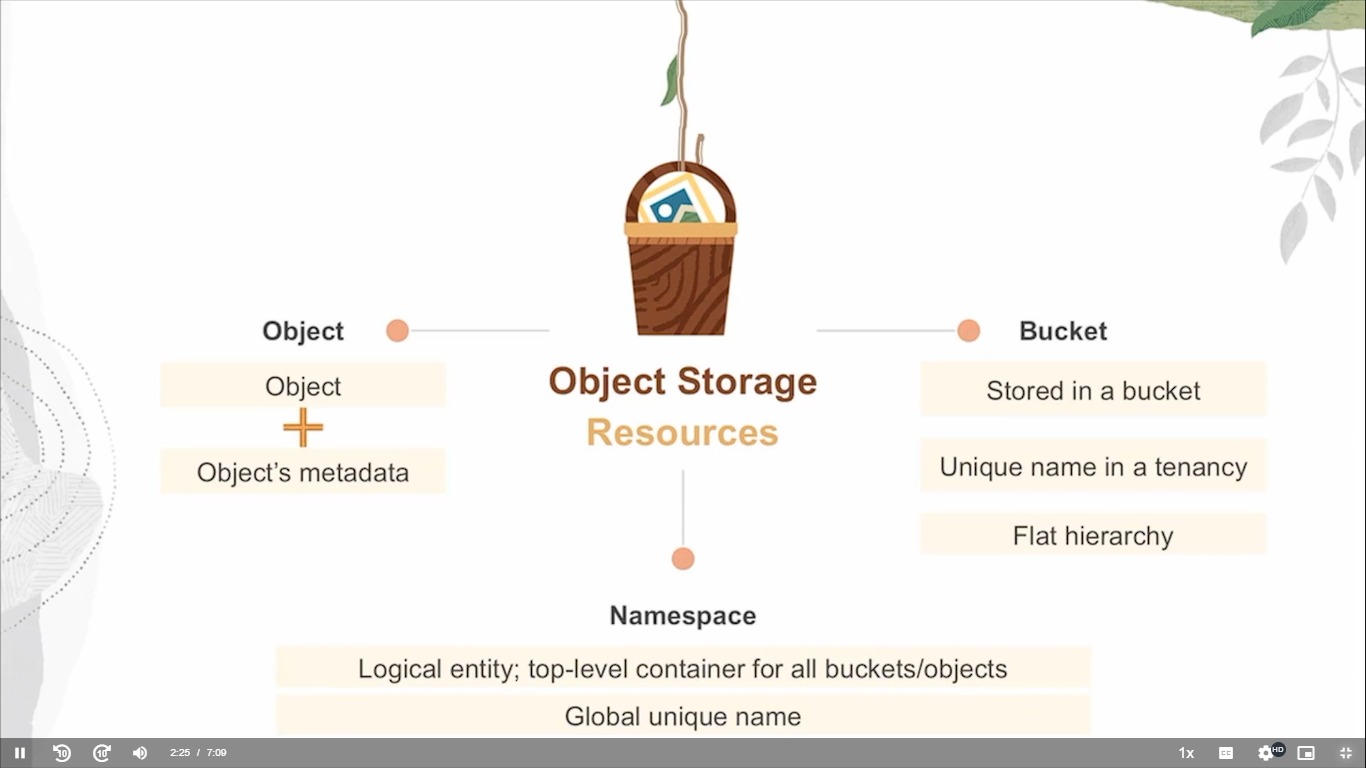 Object
Object
Object’s metadata
Object Storage
Resources
Bucket
Stored in a bucket
Unique name in a tenancy
Flat hierarchy
Namespace
Logical entity; top-level container for all buckets/objects
Global unique name
10
10
2:25 / 7:09
1x
CC
HD